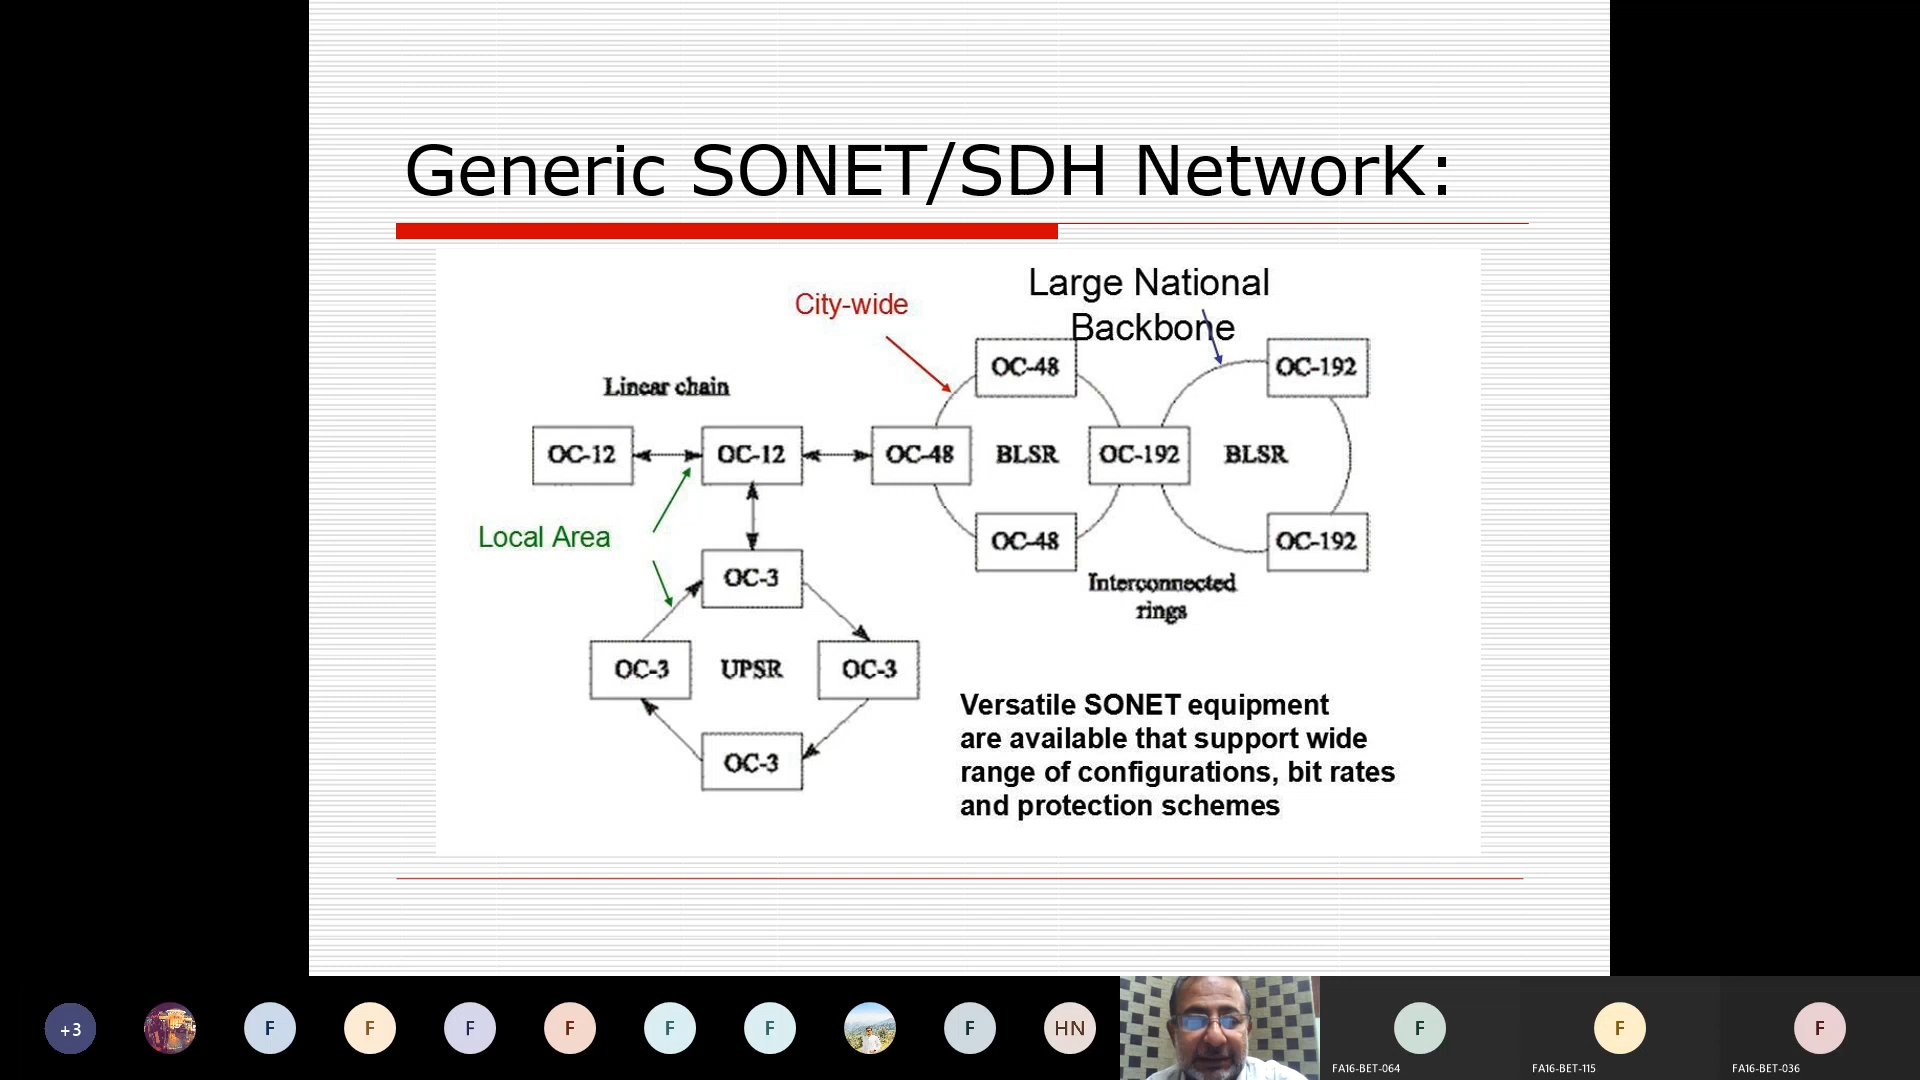 Generic SONET/SDH NetworK:
Large National
Backbone
City-wide
Linear chain
OC-48
OC-192
OC-12
OC-12
OC-48
BLSR
OC-192
BLSR
Local Area
OC-48
OC-192
OC-3
Interconnected
rings
OC-3
UPSR
OC-3
OC-3
Versatile SONET equipment
are available that support wide
range of configurations, bit rates
and protection schemes
+3
F
F
F
F
F
F
F
HN
F
F
F
FA16-BET-064
FA16-BET-115
FA16-BET-036